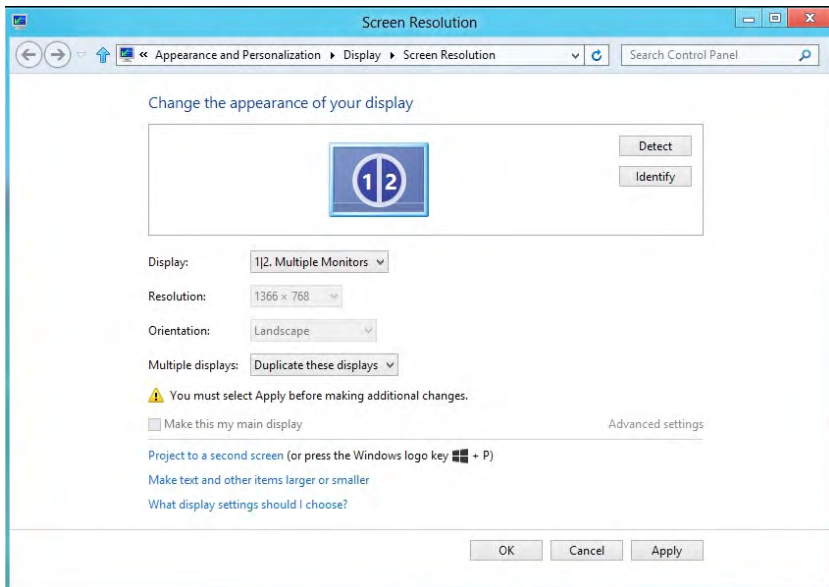 Screen Resolution
« Appearance and Personalization ▸ Display ▸ Screen Resolution
Search Control Panel
Change the appearance of your display
1 2
Detect
Identify
Display: 1|2. Multiple Monitors
Resolution: 1366 × 768
Orientation: Landscape
Multiple displays: Duplicate these displays
You must select Apply before making additional changes.
Make this my main display Advanced settings
Project to a second screen (or press the Windows logo key + P)
Make text and other items larger or smaller
What display settings should I choose?
OK Cancel Apply